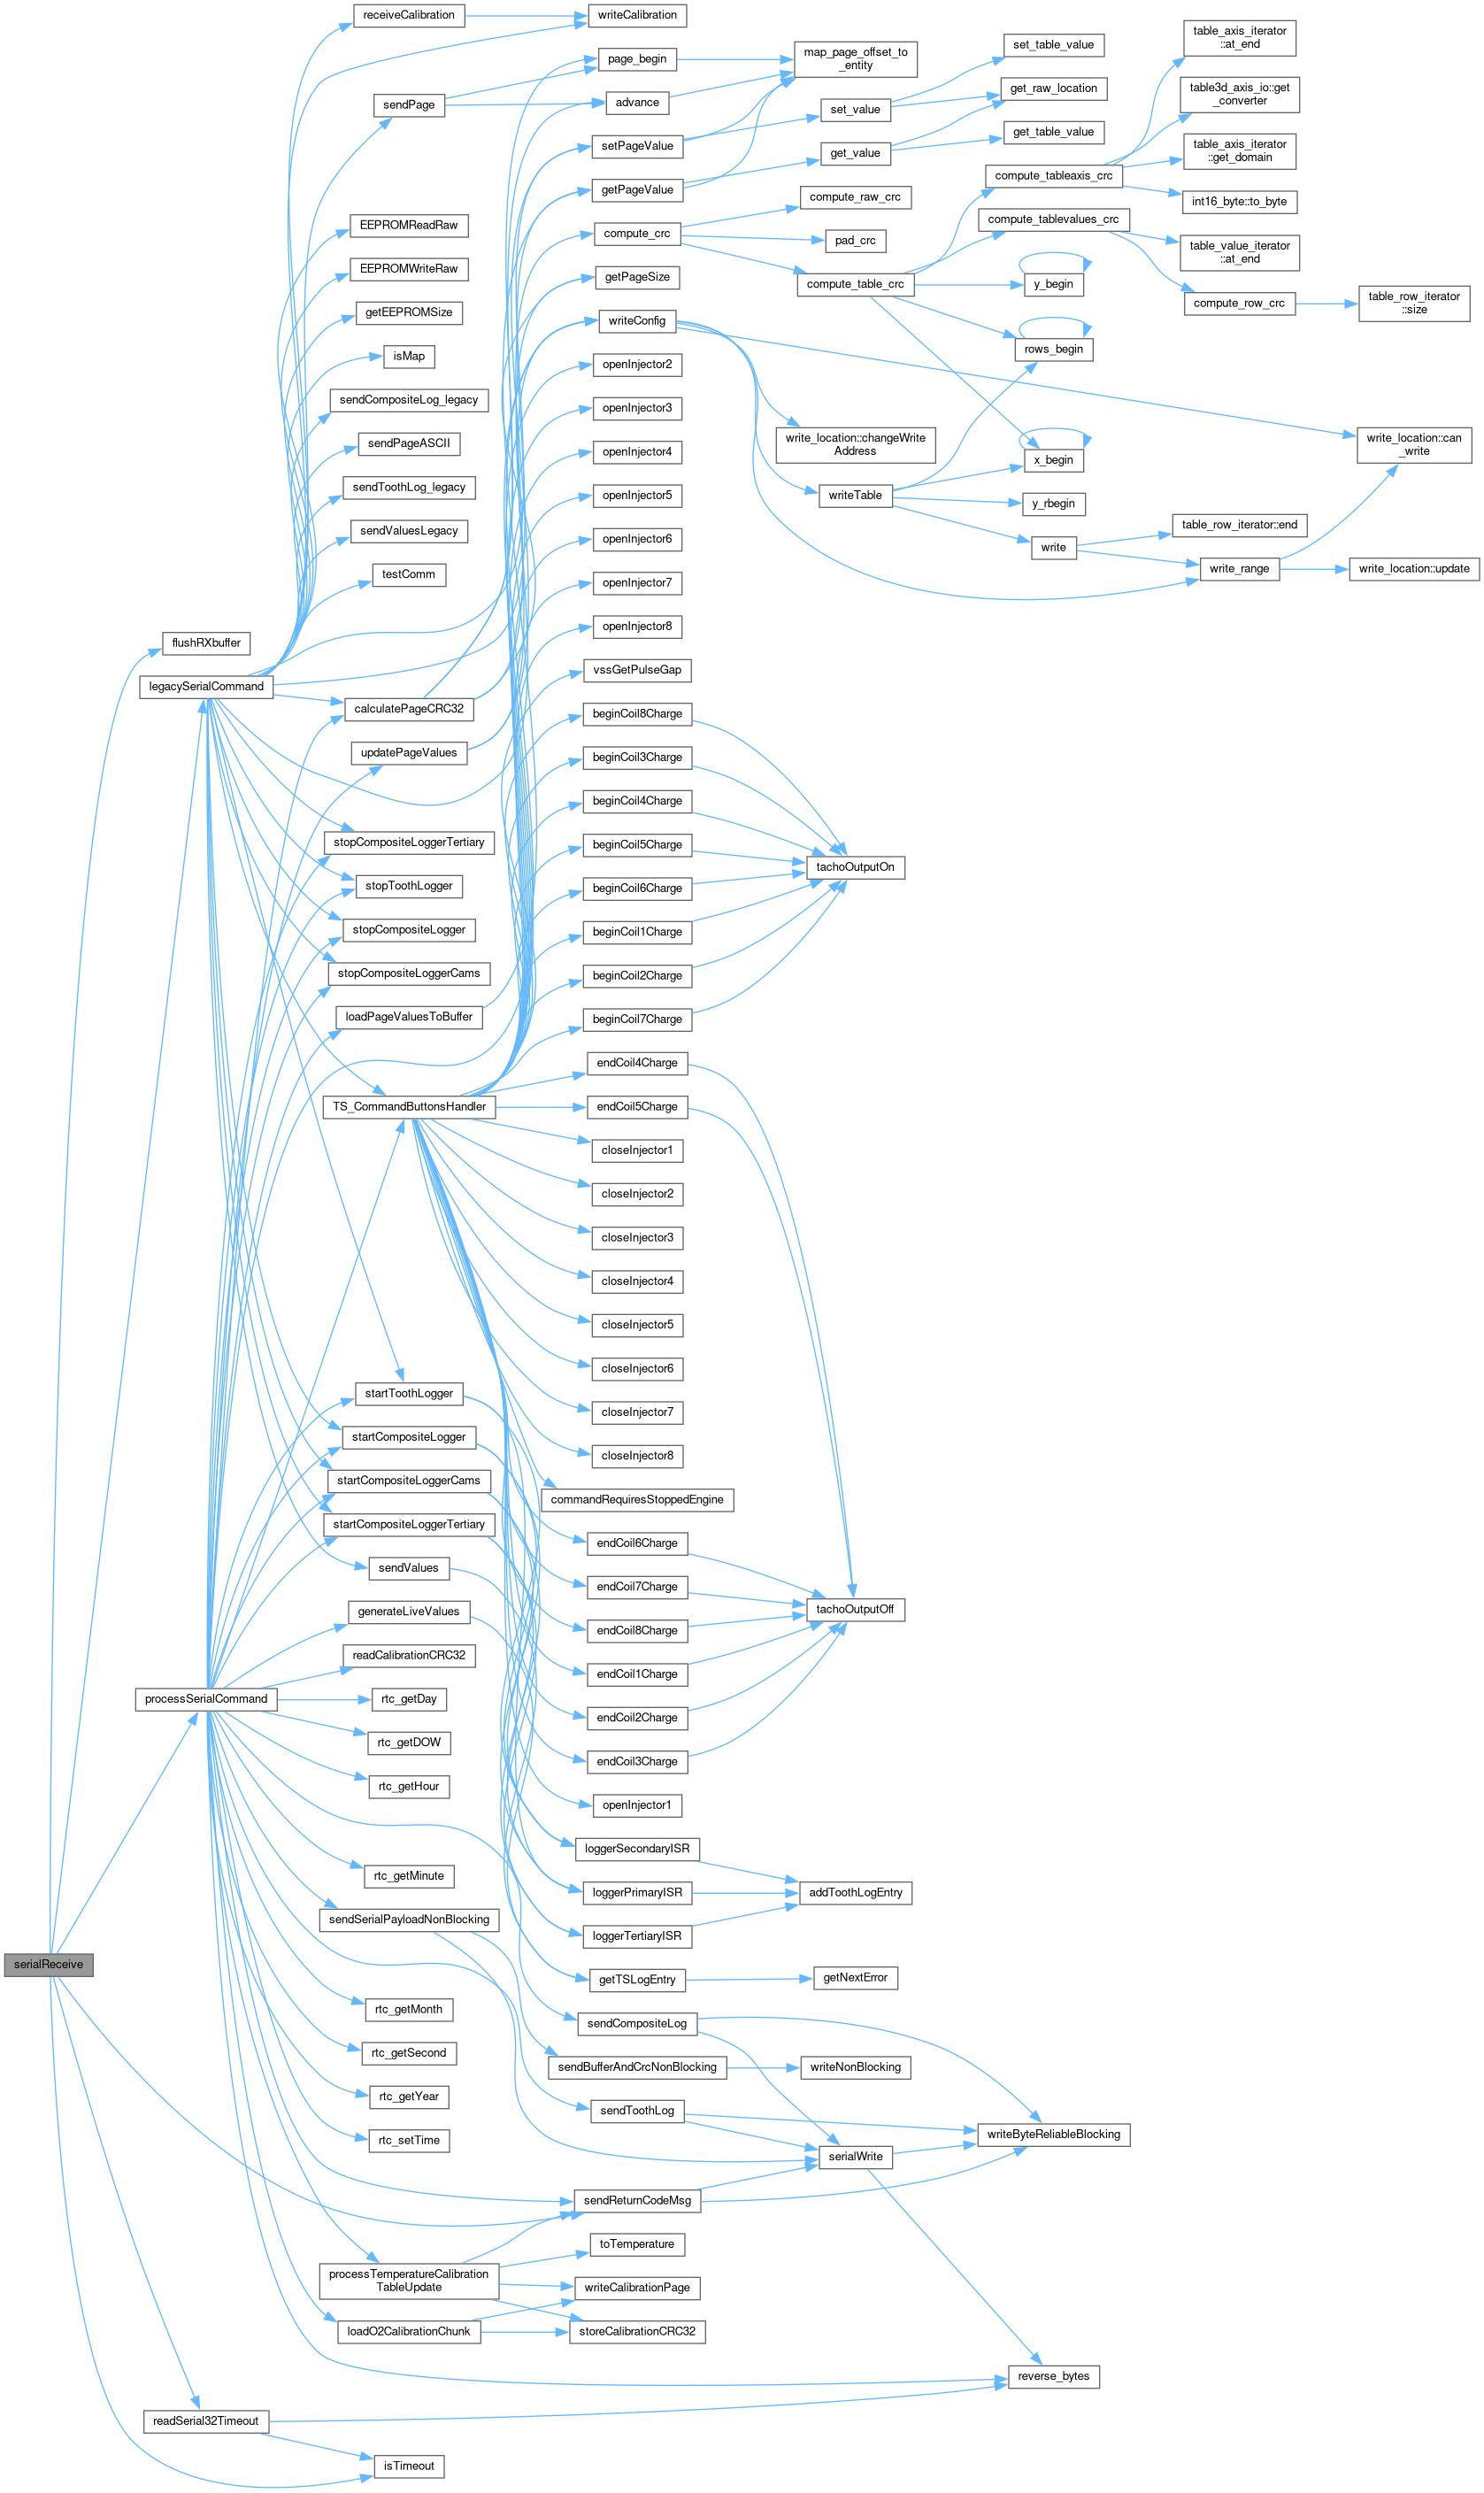 serialReceive
flushRXbuffer
legacySerialCommand
processSerialCommand
readSerial32Timeout
receiveCalibration
sendPage
EEPROMReadRaw
EEPROMWriteRaw
getEEPROMSize
isMap
sendCompositeLog_legacy
sendPageASCII
sendToothLog_legacy
sendValuesLegacy
testComm
calculatePageCRC32
updatePageValues
stopCompositeLoggerTertiary
stopToothLogger
stopCompositeLogger
stopCompositeLoggerCams
loadPageValuesToBuffer
TS_CommandButtonsHandler
startToothLogger
startCompositeLogger
startCompositeLoggerCams
startCompositeLoggerTertiary
sendValues
generateLiveValues
readCalibrationCRC32
rtc_getDay
rtc_getDOW
rtc_getHour
rtc_getMinute
sendSerialPayloadNonBlocking
rtc_getMonth
rtc_getSecond
rtc_getYear
rtc_setTime
processTemperatureCalibration
TableUpdate
loadO2CalibrationChunk
isTimeout
writeCalibration
page_begin
advance
setPageValue
getPageValue
compute_crc
getPageSize
writeConfig
openInjector2
openInjector3
openInjector4
openInjector5
openInjector6
openInjector7
openInjector8
vssGetPulseGap
beginCoil8Charge
beginCoil3Charge
beginCoil4Charge
beginCoil5Charge
beginCoil6Charge
beginCoil1Charge
beginCoil2Charge
beginCoil7Charge
endCoil4Charge
endCoil5Charge
closeInjector1
closeInjector2
closeInjector3
closeInjector4
closeInjector5
closeInjector6
closeInjector7
closeInjector8
commandRequiresStoppedEngine
endCoil6Charge
endCoil7Charge
endCoil8Charge
endCoil1Charge
endCoil2Charge
endCoil3Charge
openInjector1
loggerSecondaryISR
loggerPrimaryISR
loggerTertiaryISR
getTSLogEntry
sendCompositeLog
sendBufferAndCrcNonBlocking
sendToothLog
sendReturnCodeMsg
toTemperature
writeCalibrationPage
storeCalibrationCRC32
map_page_offset_to
_entity
set_value
get_value
compute_raw_crc
pad_crc
compute_table_crc
write_location::changeWrite
Address
writeTable
tachoOutputOn
tachoOutputOff
addToothLogEntry
getNextError
writeNonBlocking
serialWrite
set_table_value
get_raw_location
get_table_value
compute_tableaxis_crc
compute_tablevalues_crc
y_begin
rows_begin
x_begin
y_rbegin
write
writeByteReliableBlocking
reverse_bytes
table_axis_iterator
::at_end
table3d_axis_io::get
_converter
table_axis_iterator
::get_domain
int16_byte::to_byte
table_value_iterator
::at_end
compute_row_crc
table_row_iterator::end
write_range
table_row_iterator
::size
write_location::can
_write
write_location::update